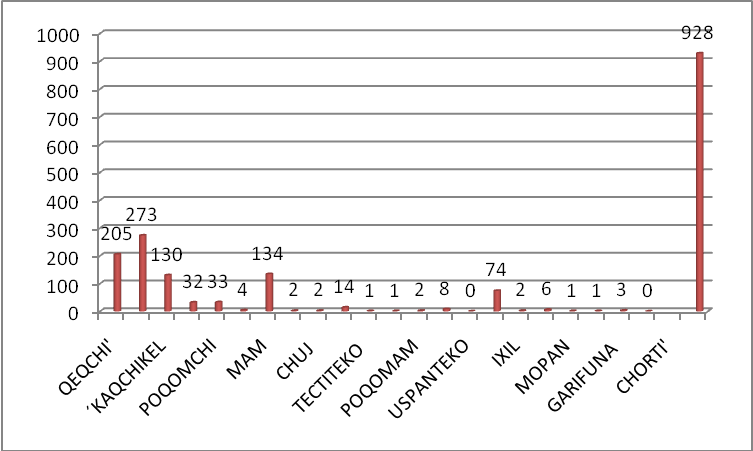 1000
900
800
700
600
500
400
300
200
100
0
205
273
130
32
33
4
134
2
2
14
1
1
2
8
0
74
2
6
1
1
3
0
928
QEQCHI'
´KAQCHIKEL
POQOMCHI
MAM
CHUJ
TECTITEKO
POQOMAM
USPANTEKO
IXIL
MOPAN
GARIFUNA
CHORTI'